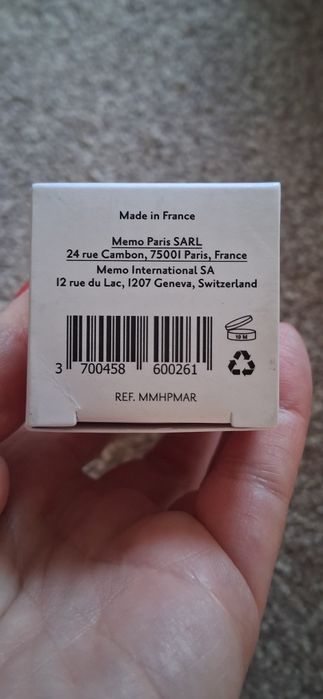 Made in France
Memo Paris SARL
24 rue Cambon, 75001 Paris, France
Memo International SA
12 rue du Lac, 1207 Geneva, Switzerland
3 700458 600261
REF. MMHPMAR